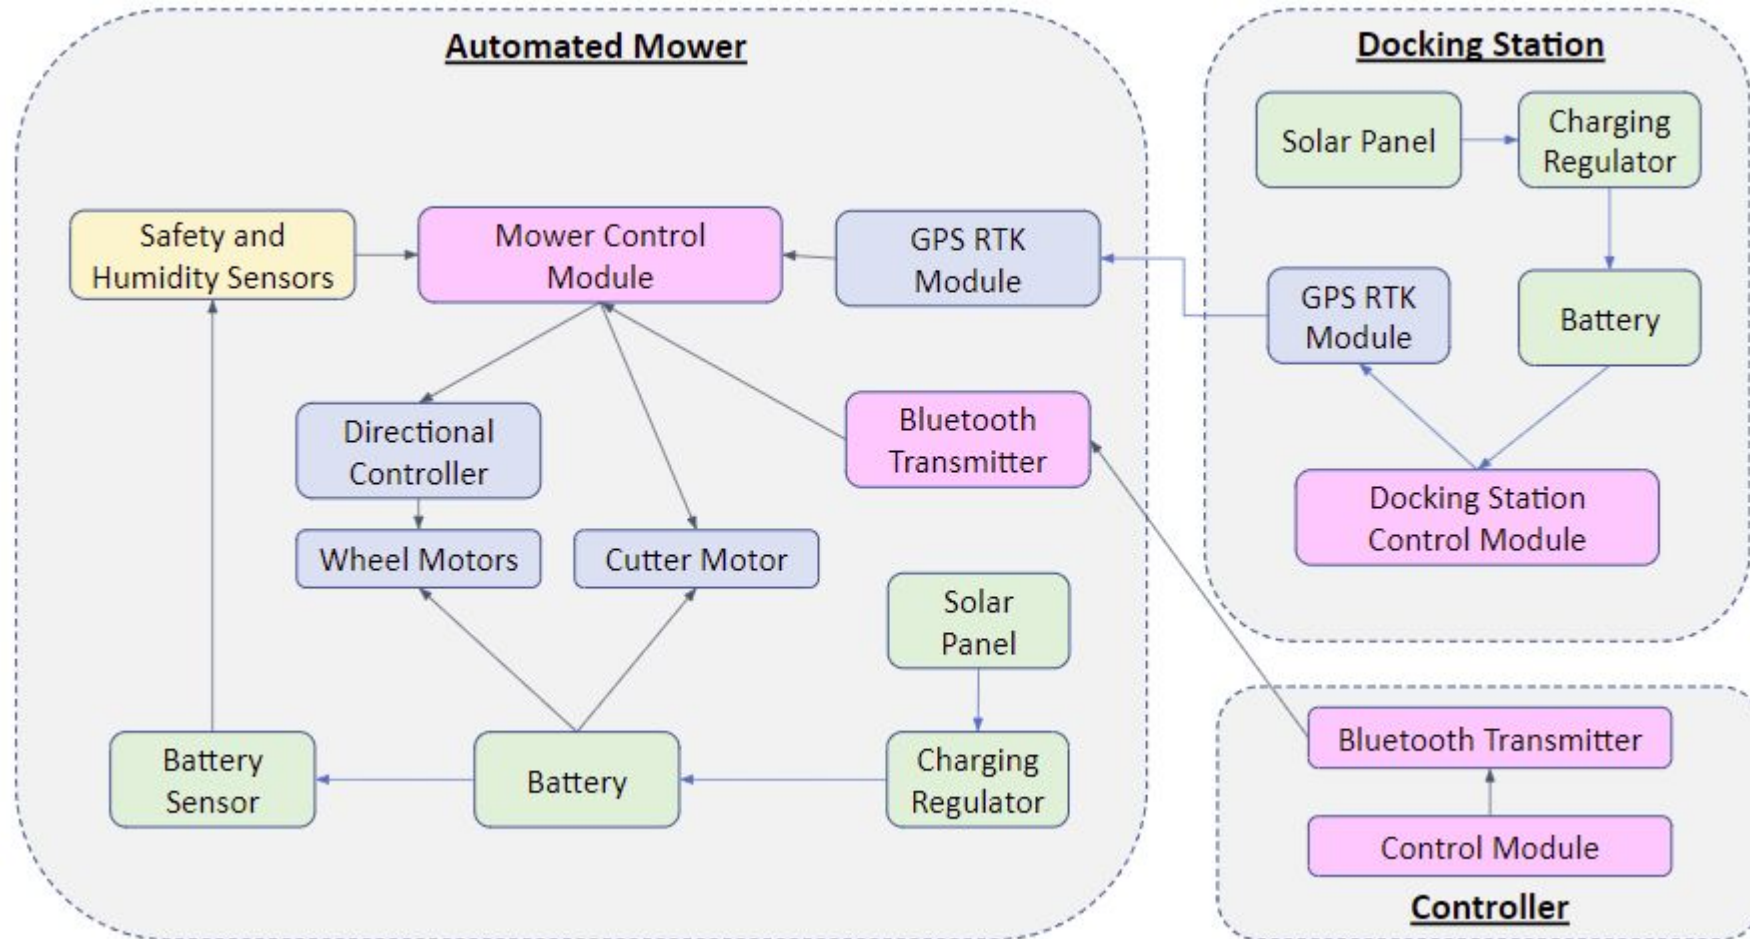 Automated Mower
Safety and
Humidity Sensors
Mower Control
Module
GPS RTK
Module
Directional
Controller
Bluetooth
Transmitter
Wheel Motors
Cutter Motor
Solar
Panel
Battery
Sensor
Battery
Charging
Regulator
Docking Station
Solar Panel
Charging
Regulator
GPS RTK
Module
Battery
Docking Station
Control Module
Bluetooth Transmitter
Control Module
Controller